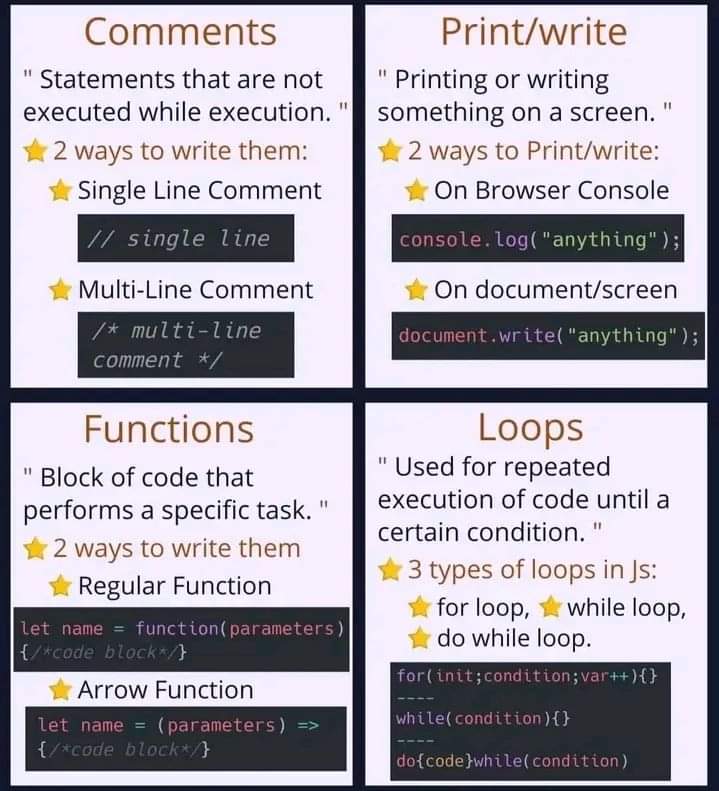 Comments
" Statements that are not
executed while execution. "
2 ways to write them:
Single Line Comment
// single line
Multi-Line Comment
/* multi-line
comment */
Print/write
" Printing or writing
something on a screen. "
2 ways to Print/write:
On Browser Console
console.log("anything");
On document/screen
document.write("anything");
Functions
" Block of code that
performs a specific task. "
2 ways to write them
Regular Function
let name = function(parameters)
{/*code block*/}
Arrow Function
let name = (parameters) =>
{/*code block*/}
Loops
" Used for repeated
execution of code until a
certain condition. "
3 types of loops in Js:
for loop, while loop,
do while loop.
for(init;condition;var++){}
----
while(condition){}
----
do{code}while(condition)